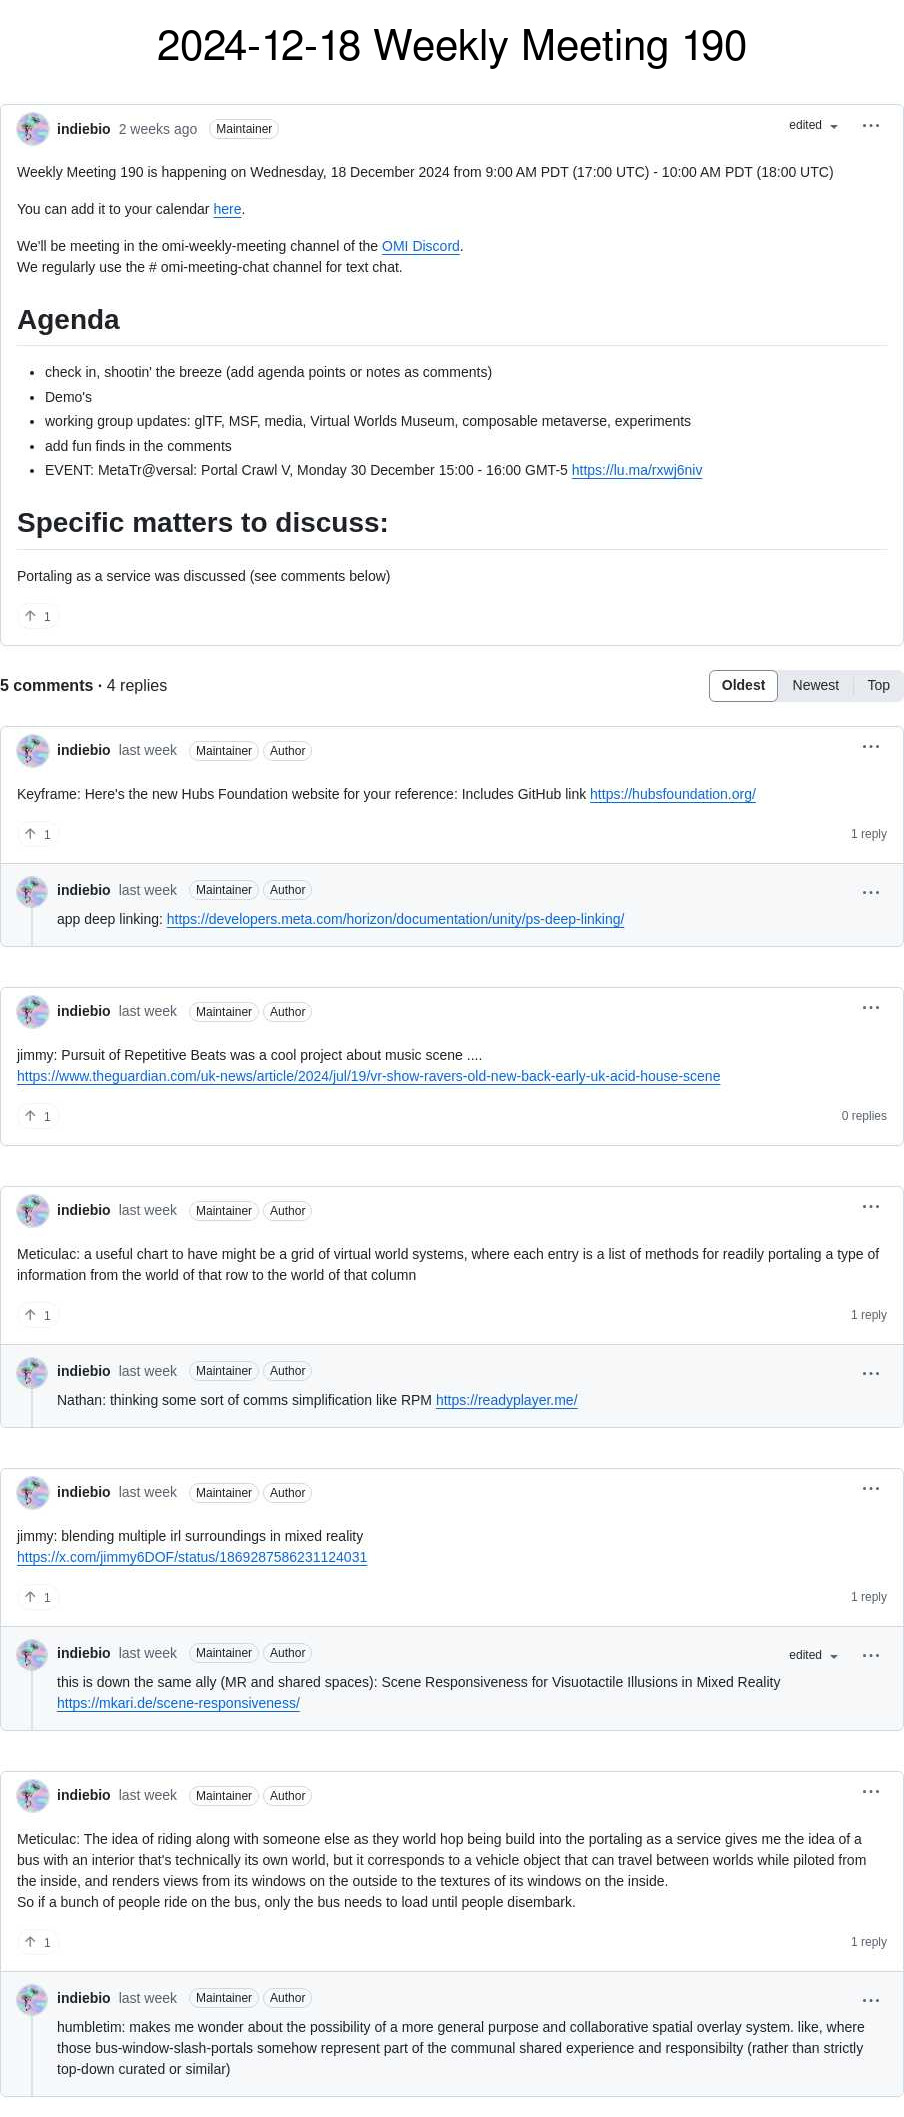 2024-12-18 Weekly Meeting 190
indiebio 2 weeks ago Maintainer edited
Weekly Meeting 190 is happening on Wednesday, 18 December 2024 from 9:00 AM PDT (17:00 UTC) - 10:00 AM PDT (18:00 UTC)
You can add it to your calendar here.
We'll be meeting in the omi-weekly-meeting channel of the OMI Discord.
We regularly use the # omi-meeting-chat channel for text chat.
Agenda
• check in, shootin' the breeze (add agenda points or notes as comments)
• Demo's
• working group updates: glTF, MSF, media, Virtual Worlds Museum, composable metaverse, experiments
• add fun finds in the comments
• EVENT: MetaTr@versal: Portal Crawl V, Monday 30 December 15:00 - 16:00 GMT-5 https://lu.ma/rxwj6niv
Specific matters to discuss:
Portaling as a service was discussed (see comments below)
↑ 1
5 comments · 4 replies Oldest Newest Top
indiebio last week Maintainer Author
Keyframe: Here's the new Hubs Foundation website for your reference: Includes GitHub link https://hubsfoundation.org/
↑ 1 1 reply
indiebio last week Maintainer Author
app deep linking: https://developers.meta.com/horizon/documentation/unity/ps-deep-linking/
indiebio last week Maintainer Author
jimmy: Pursuit of Repetitive Beats was a cool project about music scene ....
https://www.theguardian.com/uk-news/article/2024/jul/19/vr-show-ravers-old-new-back-early-uk-acid-house-scene
↑ 1 0 replies
indiebio last week Maintainer Author
Meticulac: a useful chart to have might be a grid of virtual world systems, where each entry is a list of methods for readily portaling a type of
information from the world of that row to the world of that column
↑ 1 1 reply
indiebio last week Maintainer Author
Nathan: thinking some sort of comms simplification like RPM https://readyplayer.me/
indiebio last week Maintainer Author
jimmy: blending multiple irl surroundings in mixed reality
https://x.com/jimmy6DOF/status/1869287586231124031
↑ 1 1 reply
indiebio last week Maintainer Author edited
this is down the same ally (MR and shared spaces): Scene Responsiveness for Visuotactile Illusions in Mixed Reality
https://mkari.de/scene-responsiveness/
indiebio last week Maintainer Author
Meticulac: The idea of riding along with someone else as they world hop being build into the portaling as a service gives me the idea of a
bus with an interior that's technically its own world, but it corresponds to a vehicle object that can travel between worlds while piloted from
the inside, and renders views from its windows on the outside to the textures of its windows on the inside.
So if a bunch of people ride on the bus, only the bus needs to load until people disembark.
↑ 1 1 reply
indiebio last week Maintainer Author
humbletim: makes me wonder about the possibility of a more general purpose and collaborative spatial overlay system. like, where
those bus-window-slash-portals somehow represent part of the communal shared experience and responsibilty (rather than strictly
top-down curated or similar)